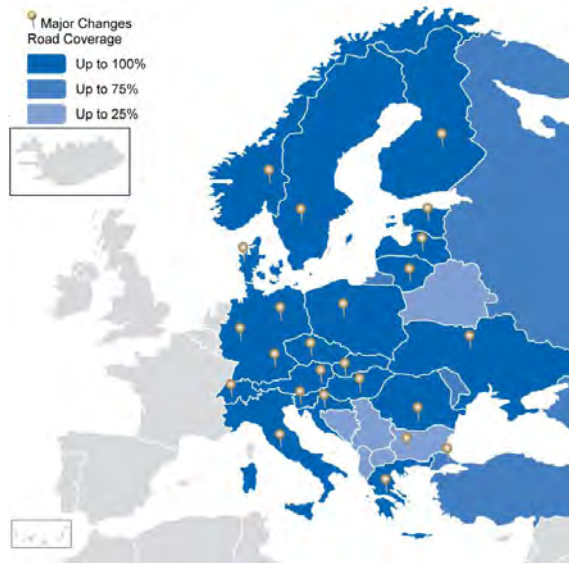 Major Changes
Road Coverage
Up to 100%
Up to 75%
Up to 25%